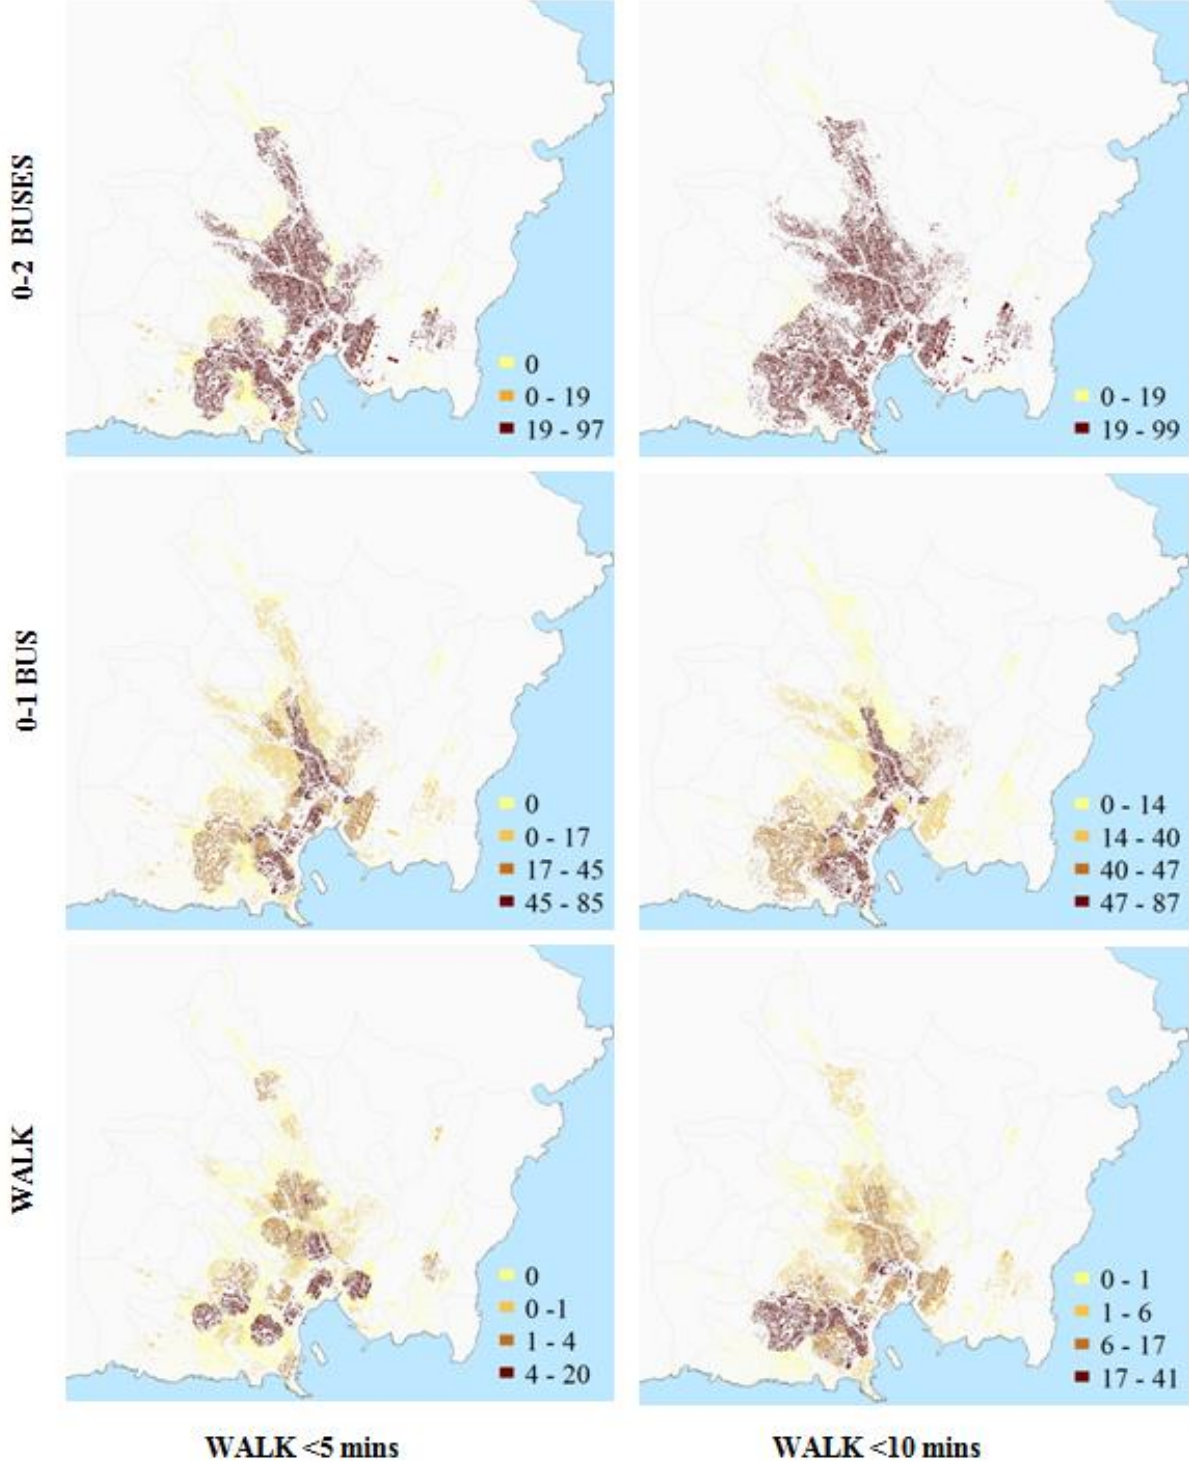 0-2 BUSES
0
0 - 19
19 - 97
0 - 19
19 - 99
0-1 BUS
0
0 - 17
17 - 45
45 - 85
0 - 14
14 - 40
40 - 47
47 - 87
WALK
0
0 -1
1 - 4
4 - 20
0 - 1
1 - 6
6 - 17
17 - 41
WALK <5 mins
WALK <10 mins